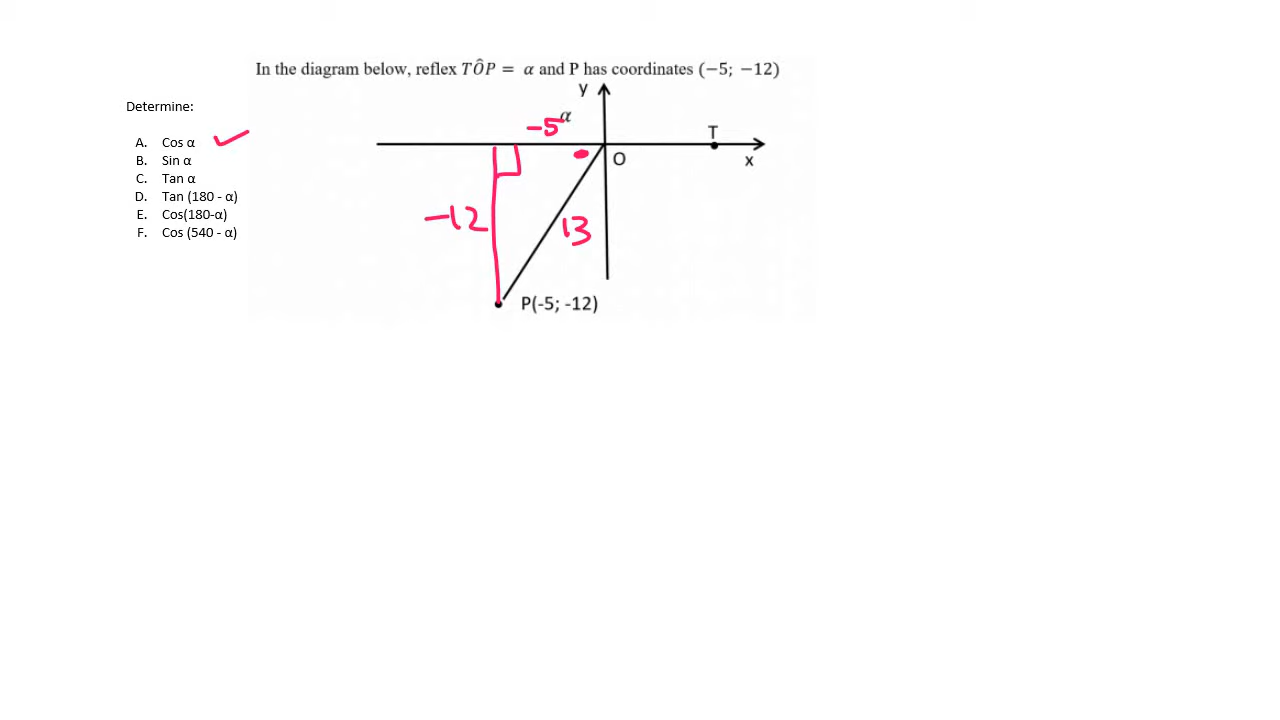 In the diagram below, reflex TÔP = α and P has coordinates (−5; −12)
y
Determine:
α
-5
T
A. Cos α
O
x
B. Sin α
C. Tan α
D. Tan (180 - α)
E. Cos(180-α)
-12
13
F. Cos (540 - α)
P(-5; -12)